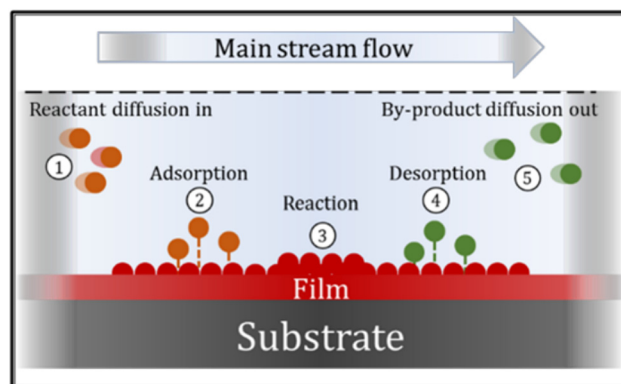 Main stream flow
Reactant diffusion in
By-product diffusion out
1
5
Adsorption
2
Reaction
3
Desorption
4
Film
Substrate